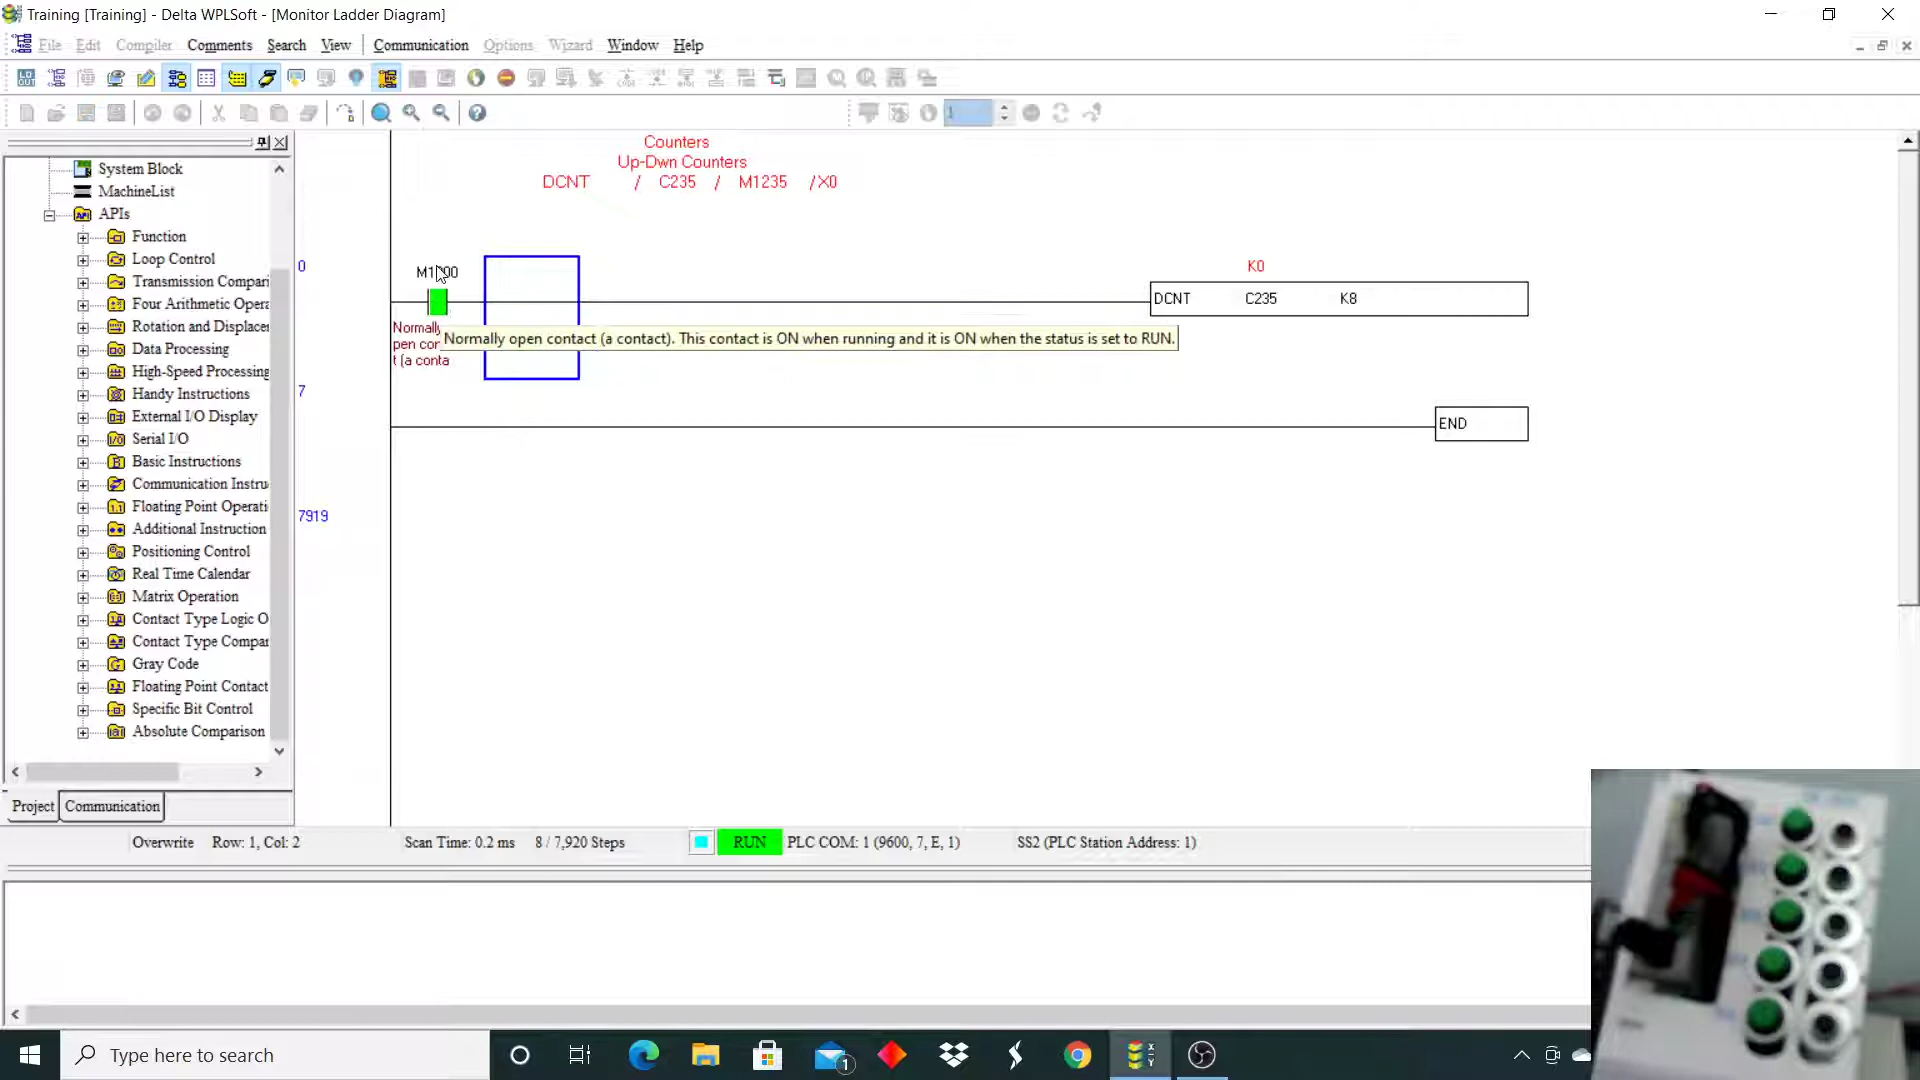 Training [Training] - Delta WPLSoft - [Monitor Ladder Diagram]
File Edit Compiler Comments Search View Communication Options Wizard Window Help
1
System Block
MachineList
APIs
Function
Loop Control
Transmission Compari
Four Arithmetic Opera
Rotation and Displacer
Data Processing
High-Speed Processing
Handy Instructions
External I/O Display
Serial I/O
Basic Instructions
Communication Instru
Floating Point Operati
Additional Instruction
Positioning Control
Real Time Calendar
Matrix Operation
Contact Type Logic O
Contact Type Compar
Gray Code
Floating Point Contact
Specific Bit Control
Absolute Comparison
Project Communication
Counters
Up-Dwn Counters
DCNT / C235 / M1235 /X0
0
K0
DCNT C235 K8
Normally
pen con
t (a conta
Normally open contact (a contact). This contact is ON when running and it is ON when the status is set to RUN.
7
END
7919
Overwrite Row: 1, Col: 2 Scan Time: 0.2 ms 8 / 7,920 Steps RUN PLC COM: 1 (9600, 7, E, 1) SS2 (PLC Station Address: 1)
Type here to search
1